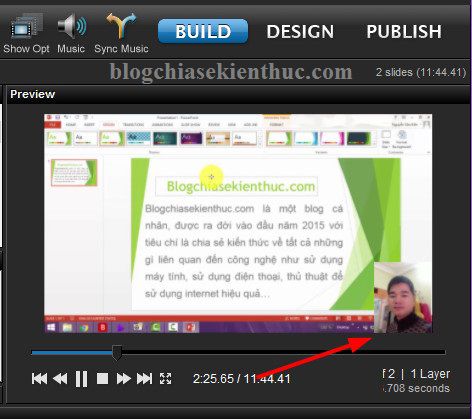 Show Opt Music Sync Music BUILD DESIGN PUBLISH
blogchiasekienthuc.com
2 slides (11:44.41)
Preview
Blogchiasekienthuc.com
Blogchiasekienthuc.com là một blog cá
nhân, được ra đời vào đầu năm 2015 với
tiêu chí là chia sẻ kiến thức về tất cả những
gì liên quan đến công nghệ như sử dụng
máy tính, sử dụng điện thoại, thủ thuật để
sử dụng internet hiệu quả...
2:25.65 / 11:44.41
of 2 | 1 Layer
.708 seconds